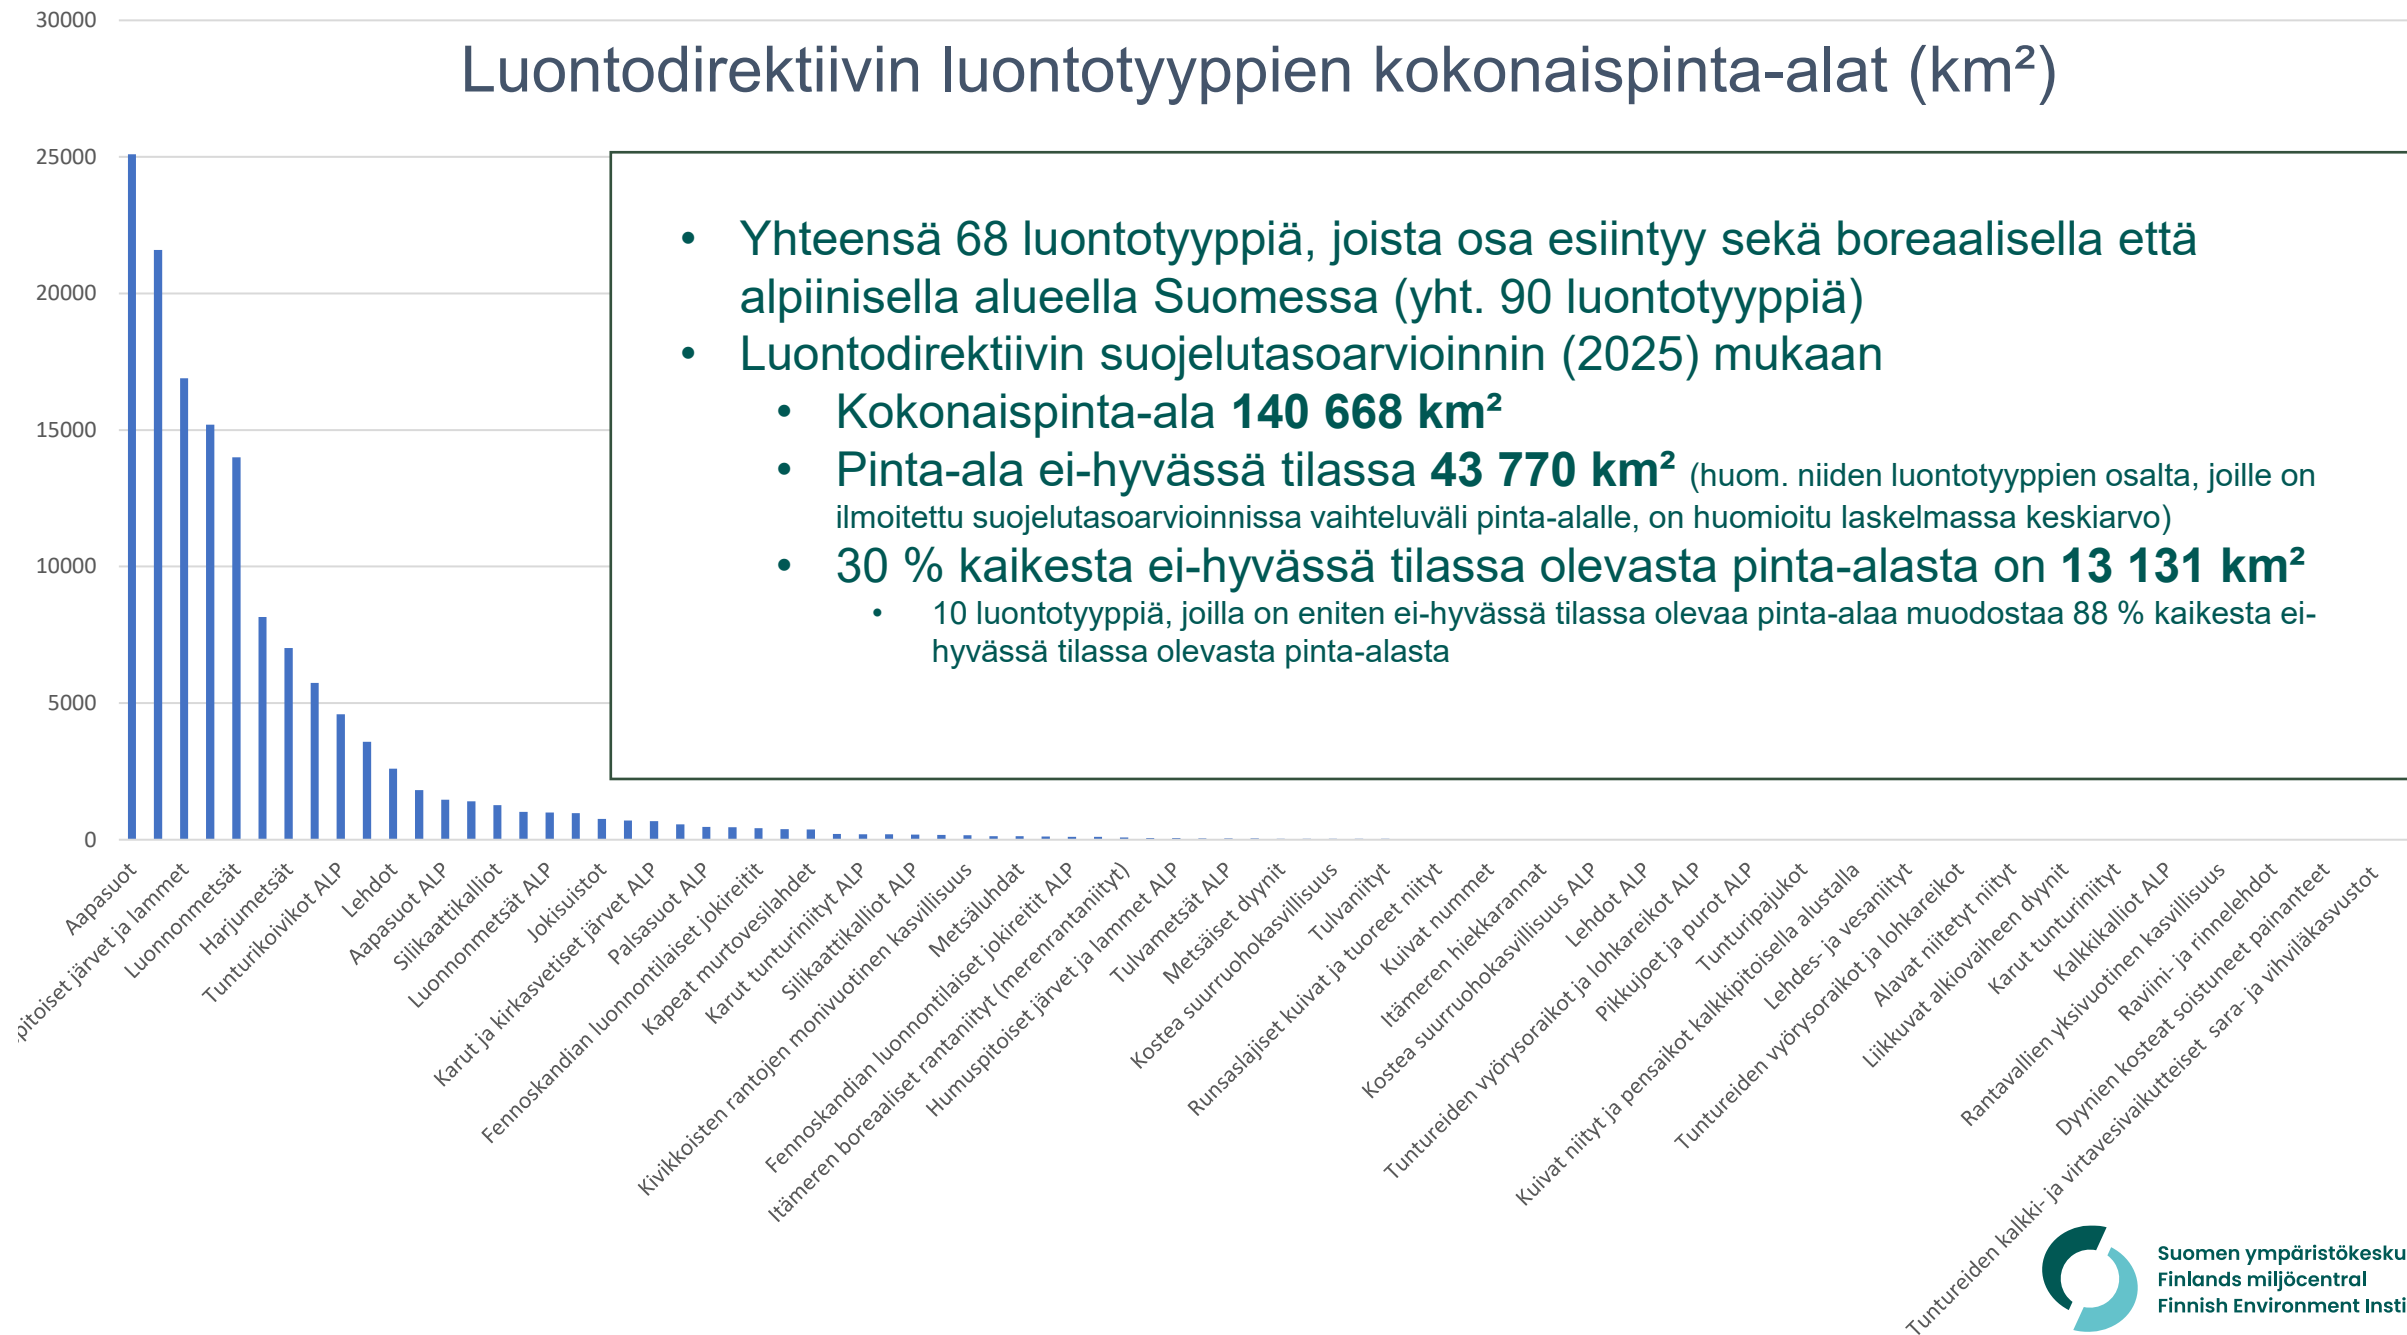 Luontodirektiivin luontotyyppien kokonaispinta-alat (km²)
30000
25000
20000
15000
10000
5000
0
• Yhteensä 68 luontotyyppiä, joista osa esiintyy sekä boreaalisella että
alpiinisella alueella Suomessa (yht. 90 luontotyyppiä)
• Luontodirektiivin suojelutasoarvioinnin (2025) mukaan
• Kokonaispinta-ala 140 668 km²
• Pinta-ala ei-hyvässä tilassa 43 770 km² (huom. niiden luontotyyppien osalta, joille on
ilmoitettu suojelutasoarvioinnissa vaihteluväli pinta-alalle, on huomioitu laskelmassa keskiarvo)
• 30 % kaikesta ei-hyvässä tilassa olevasta pinta-alasta on 13 131 km²
• 10 luontotyyppiä, joilla on eniten ei-hyvässä tilassa olevaa pinta-alaa muodostaa 88 % kaikesta ei-
hyvässä tilassa olevasta pinta-alasta
Aapasuot
pitoiset järvet ja lammet
Luonnonmetsät
Harjumetsät
Tunturikoivikot ALP
Lehdot
Aapasuot ALP
Silikaattikalliot
Luonnonmetsät ALP
Jokisuistot
Karut ja kirkasvetiset järvet ALP
Palsasuot ALP
Fennoskandian luonnontilaiset jokireitit
Kapeat murtovesilahdet
Karut tunturiniityt ALP
Silikaattikalliot ALP
Kivikkoisten rantojen monivuotinen kasvillisuus
Metsäluhdat
Fennoskandian luonnontilaiset jokireitit ALP
Itämeren boreaaliset rantaniityt (merenrantaniityt)
Humuspitoiset järvet ja lammet ALP
Tulvametsät ALP
Metsäiset dyynit
Kostea suurruohokasvillisuus
Tulvaniityt
Runsaslajiset kuivat ja tuoreet niityt
Kuivat nummet
Itämeren hiekkarannat
Kostea suurruohokasvillisuus ALP
Lehdot ALP
Tuntureiden vyörysoraikot ja lohkareikot ALP
Pikkujoet ja purot ALP
Tunturipajukot
Kuivat niityt ja pensaikot kalkkipitoisella alustalla
Lehdes- ja vesaniityt
Tuntureiden vyörysoraikot ja lohkareikot
Alavat niitetyt niityt
Liikkuvat alkiovaiheen dyynit
Karut tunturiniityt
Kalkkikalliot ALP
Rantavallien yksivuotinen kasvillisuus
Raviini- ja rinnelehdot
Dyynien kosteat soistuneet painanteet
Tuntureiden kalkki- ja virtavesivaikutteiset sara- ja vihviläkasvustot
Suomen ympäristökesku
Finlands miljöcentral
Finnish Environment Insti